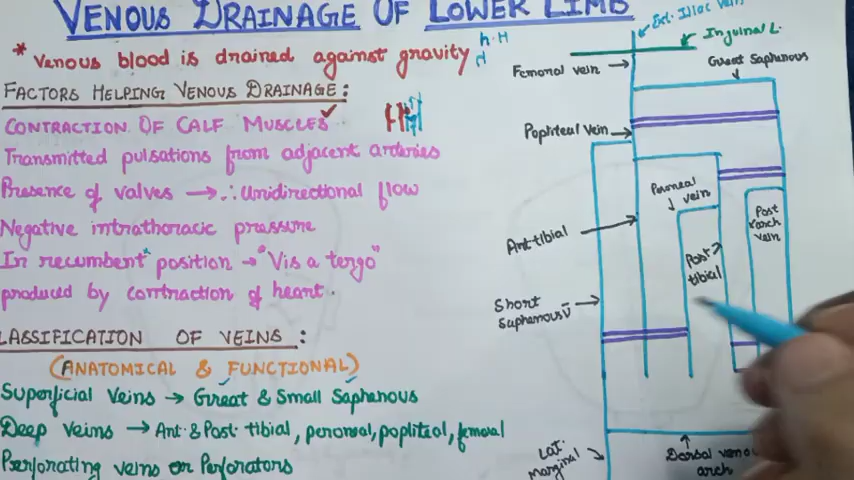 VENOUS DRAINAGE OF LOWER LIMB
* Venous blood is drained against gravity
FACTORS HELPING VENOUS DRAINAGE:
CONTRACTION OF CALF MUSCLES
Transmitted pulsations from adjacent arteries
Presence of valves → ∴ Unidirectional flow
Negative intrathoracic pressure
In recumbent* position → "Vis a tergo"
produced by contraction of heart.
LASSIFICATION OF VEINS:
(ANATOMICAL & FUNCTIONAL)
Superficial Veins → Great & Small Saphenous
Deep Veins → Ant. & Post. tibial, peroneal, popliteal, femoral
Perforating veins or Perforators
Ext. Iliac vein
Inguinal L.
Femoral vein
Great Saphenous
Popliteal vein
Peroneal
vein
Post
arch
vein
Ant tibial
Post
tibial
Short
Saphenous v̄
Lat.
marginal
Dorsal veno
arch